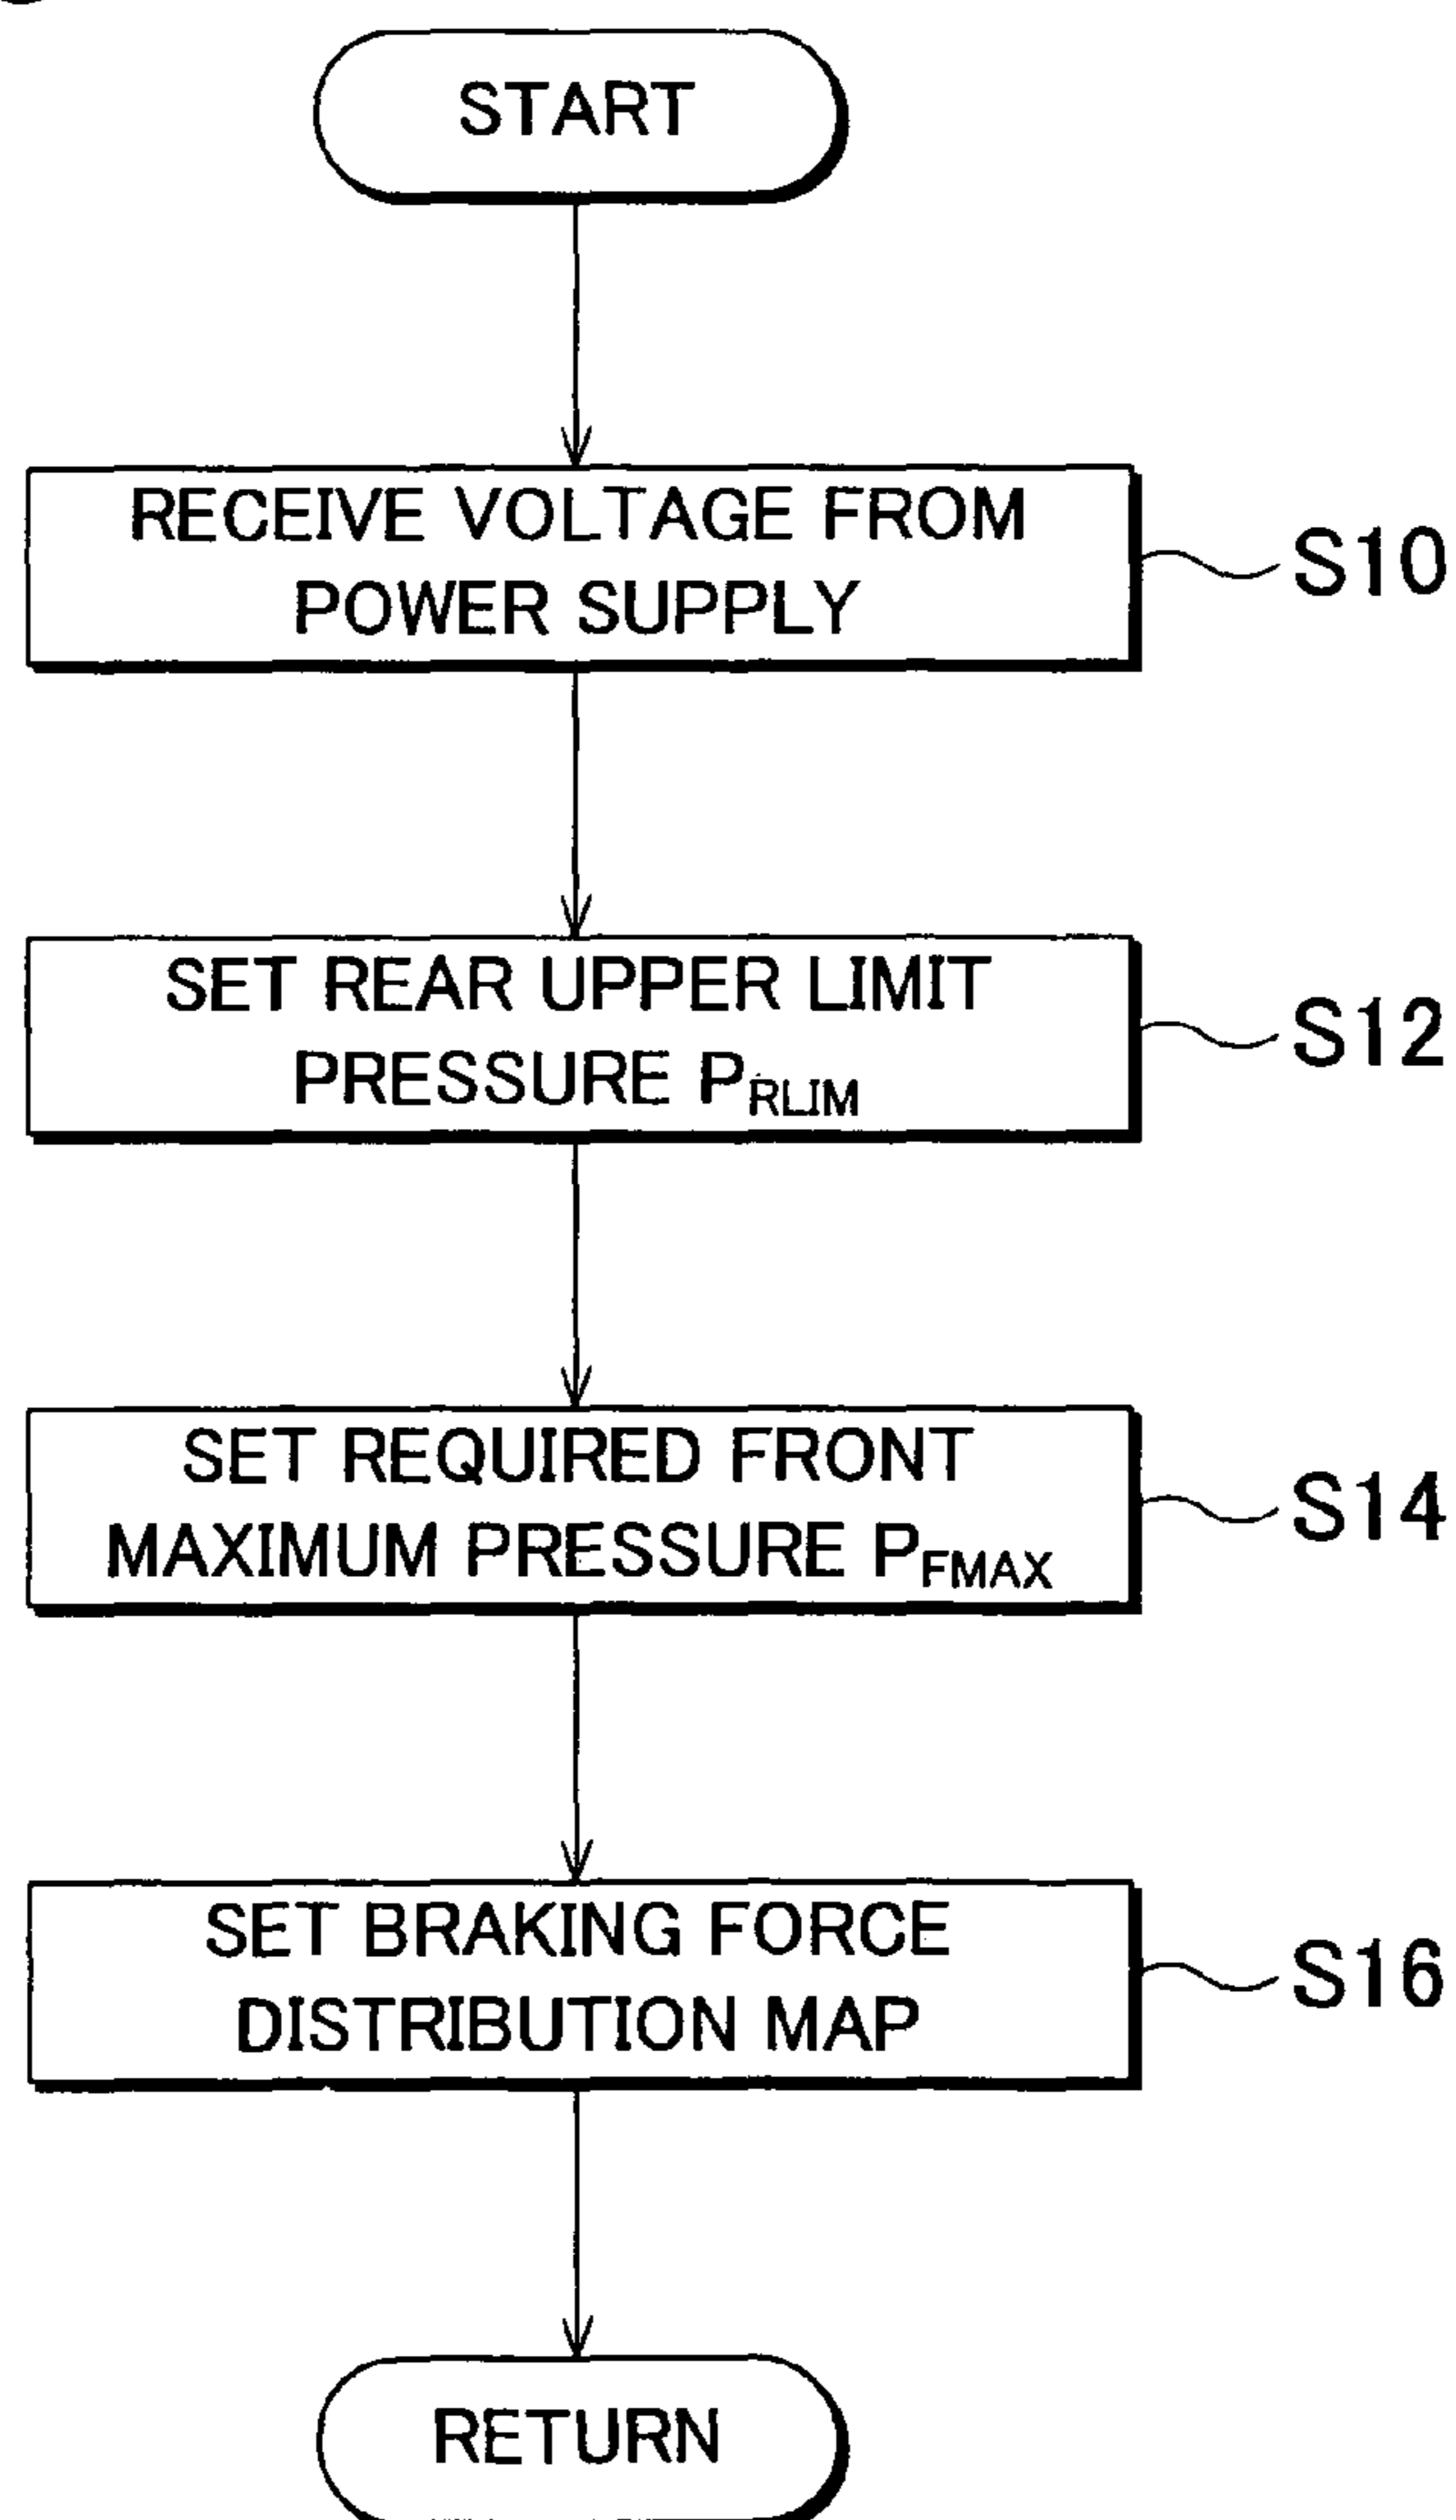 START
RECEIVE VOLTAGE FROM
POWER SUPPLY
S10
SET REAR UPPER LIMIT
PRESSURE PRLIM
S12
SET REQUIRED FRONT
MAXIMUM PRESSURE PFMAX
S14
SET BRAKING FORCE
DISTRIBUTION MAP
S16
RETURN